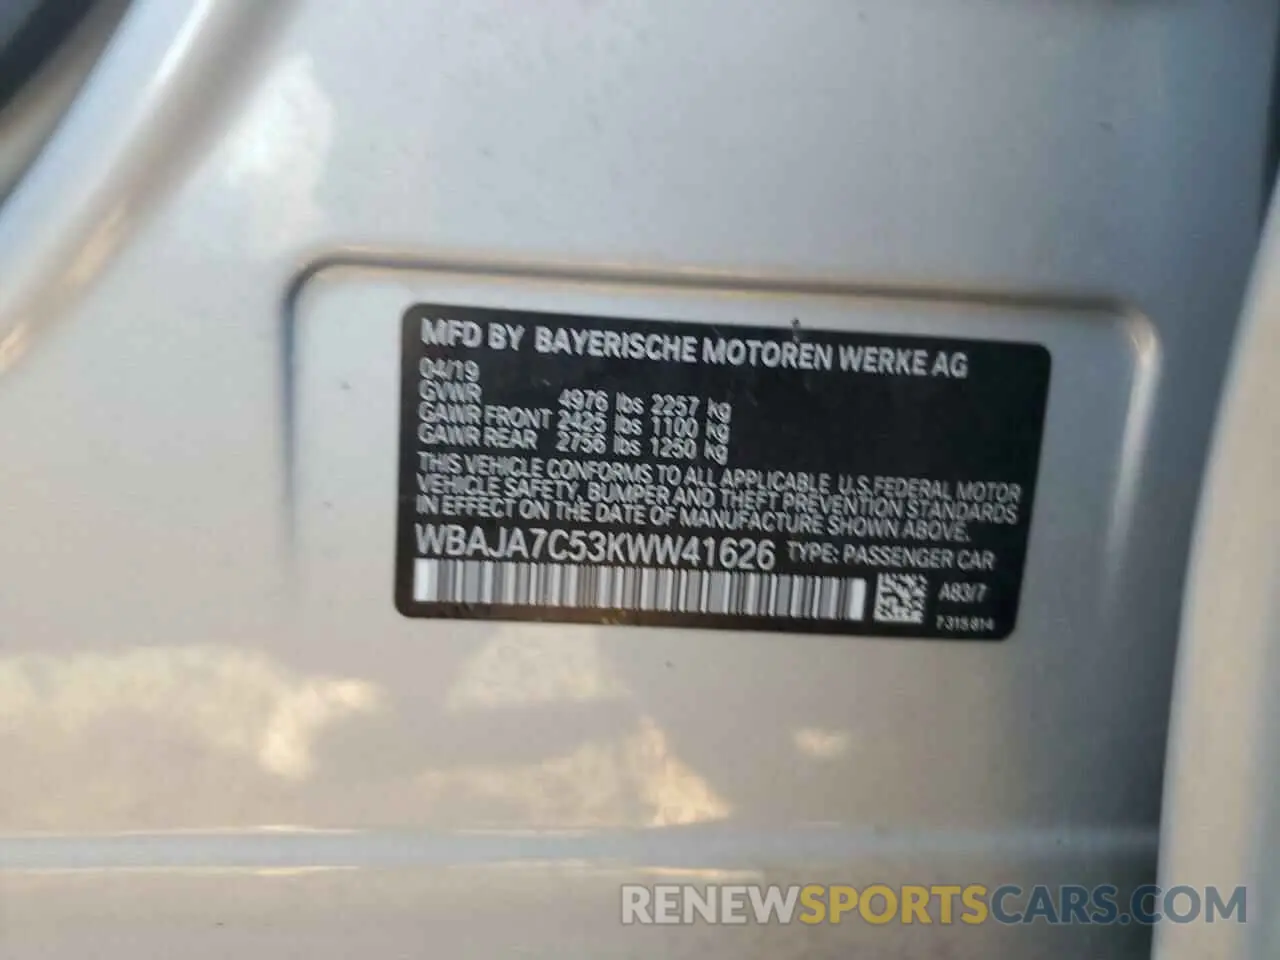 MFD BY BAYERISCHE MOTOREN WERKE AG
04/19
GVWR 4976 lbs 2257 kg
GAWR FRONT 2425 lbs 1100 kg
GAWR REAR 2756 lbs 1250 kg
THIS VEHICLE CONFORMS TO ALL APPLICABLE U.S.FEDERAL MOTOR
VEHICLE SAFETY, BUMPER AND THEFT PREVENTION STANDARDS
IN EFFECT ON THE DATE OF MANUFACTURE SHOWN ABOVE.
WBAJA7C53KWW41626 TYPE: PASSENGER CAR
A83/7
7 315 814
RENEWSPORTSCARS.COM